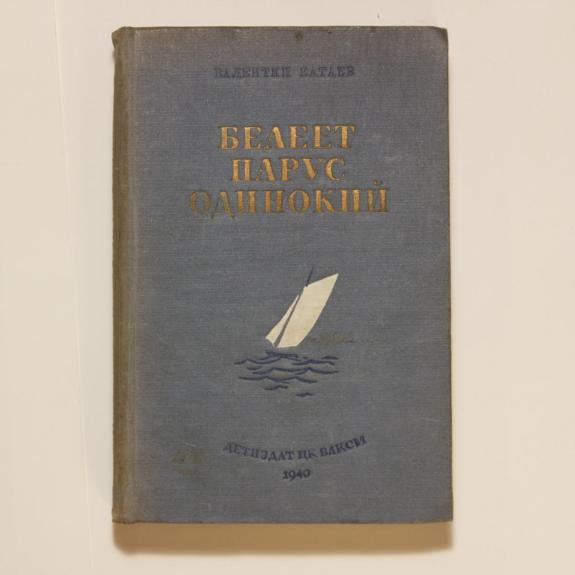 ВАЛЕНТИН КАТАЕВ
БЕЛЕЕТ
ПАРУС
ОДИНОКИЙ
ДЕТИЗДАТ ЦК ВЛКСМ
1940